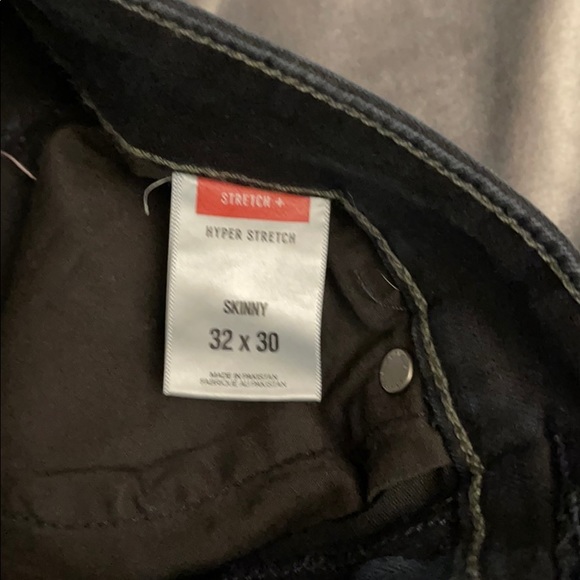 STRETCH +
HYPER STRETCH
SKINNY
32 x 30
MADE IN PAKISTAN
FABRIQUÉ AU PAKISTAN